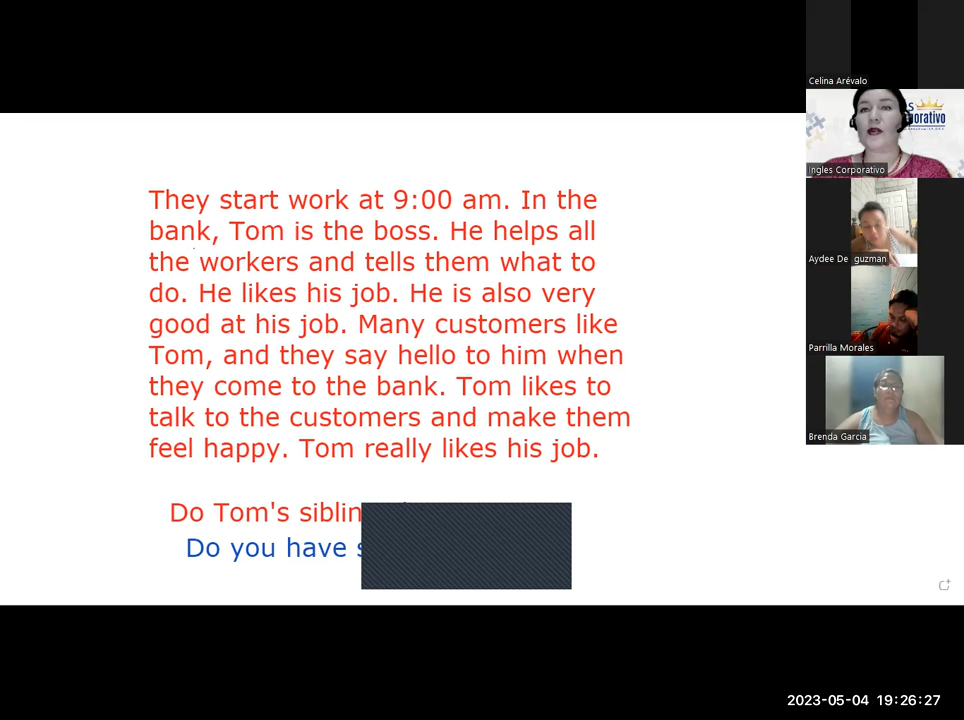 They start work at 9:00 am. In the
bank, Tom is the boss. He helps all
the workers and tells them what to
do. He likes his job. He is also very
good at his job. Many customers like
Tom, and they say hello to him when
they come to the bank. Tom likes to
talk to the customers and make them
feel happy. Tom really likes his job.
Do Tom's
Do you have
Celina Arévalo
Ingles Corporativo
Aydee De guzman
Parrilla Morales
Brenda Garcia
2023-05-04 19:26:27